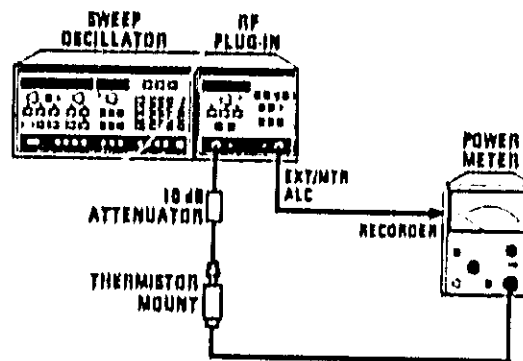 SWEEP
OSCILLATOR
RF
PLUG-IN
POWER
METER
EXT/MTR
ALC
10 dB
ATTENUATOR
RECORDER
THERMISTOR
MOUNT